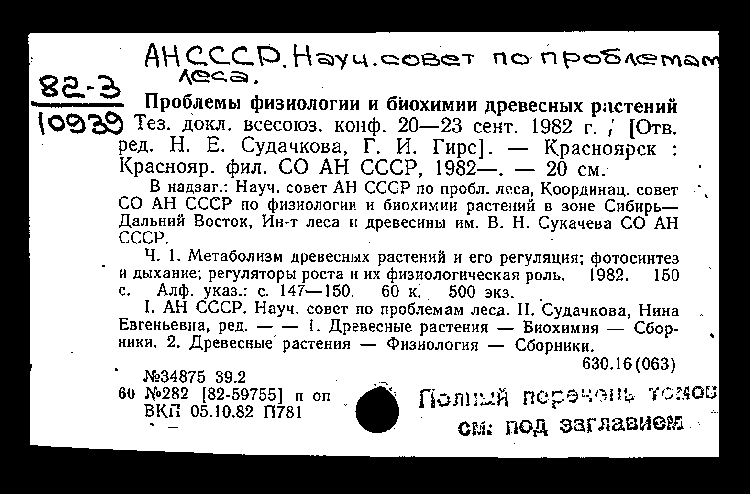 АН СССР. Науч. совет по проблемам
леса.
82-3
10939
Проблемы физиологии и биохимии древесных растений
Тез. докл. всесоюз. конф. 20—23 сент. 1982 г. / [Отв.
ред. Н. Е. Судачкова, Г. И. Гирс]. — Красноярск :
Краснояр. фил. СО АН СССР, 1982—. — 20 см.
В надзаг.: Науч. совет АН СССР по пробл. леса, Координац. совет
СО АН СССР по физиологии и биохимии растений в зоне Сибирь—
Дальний Восток, Ин-т леса и древесины им. В. Н. Сукачева СО АН
СССР.
Ч. 1. Метаболизм древесных растений и его регуляция; фотосинтез
и дыхание; регуляторы роста и их физиологическая роль. 1982. 150
с. Алф. указ.: с. 147—150. 60 к. 500 экз.
I. АН СССР. Науч. совет по проблемам леса. II. Судачкова, Нина
Евгеньевна, ред. — — 1. Древесные растения — Биохимия — Сбор-
ники. 2. Древесные растения — Физиология — Сборники.
630.16(063)
№34875 39.2
60 №282 [82-59755] п оп
ВКП 05.10.82 П781
Полный перечень томов
см. под заглавием